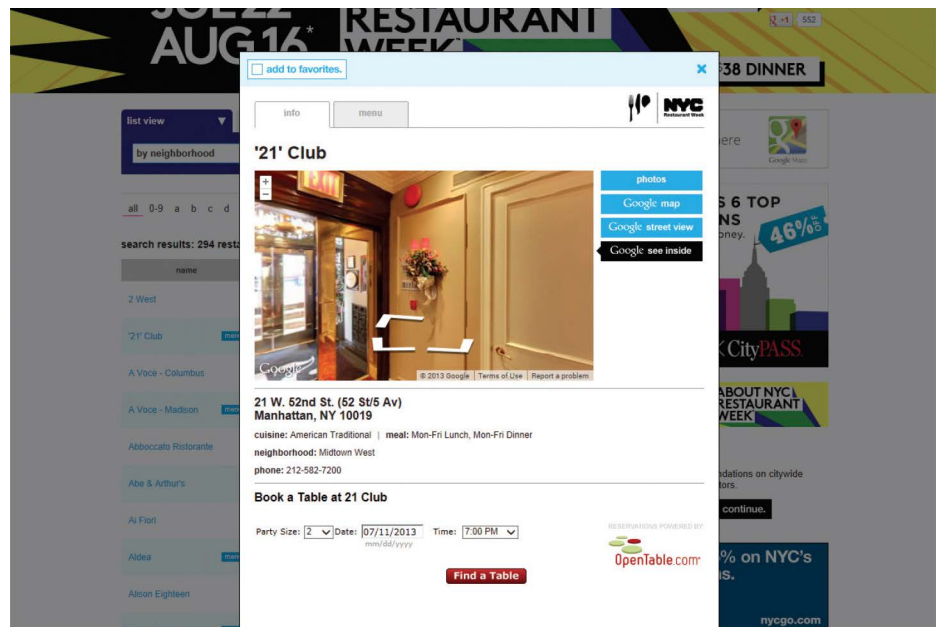 RESTAURANT
AUG 16*
WEEK
+1 552
$38 DINNER
add to favorites.
×
list view ▼
by neighborhood
info
menu
NYC
Restaurant Week
'21' Club
+
−
EXIT
photos
Google map
Google street view
Google see inside
Google
© 2013 Google Terms of Use Report a problem
Google Maps
6 TOP
46% OFF
CityPASS
ABOUT NYC
RESTAURANT
WEEK
all 0-9 a b c d
search results: 294
name
2 West
'21' Club
A Voce - Columbus
A Voce - Madison
Abboccato Ristorante
Abe & Arthur's
Ai Fiori
Aldea
Alison Eighteen
21 W. 52nd St. (52 St/5 Av)
Manhattan, NY 10019
cuisine: American Traditional | meal: Mon-Fri Lunch, Mon-Fri Dinner
neighborhood: Midtown West
phone: 212-582-7200
Book a Table at 21 Club
Party Size: 2 Date: 07/11/2013 Time: 7:00 PM
mm/dd/yyyy
RESERVATIONS POWERED BY
OpenTable.com
Find a Table
on citywide
continue.
% on NYC's
nycgo.com